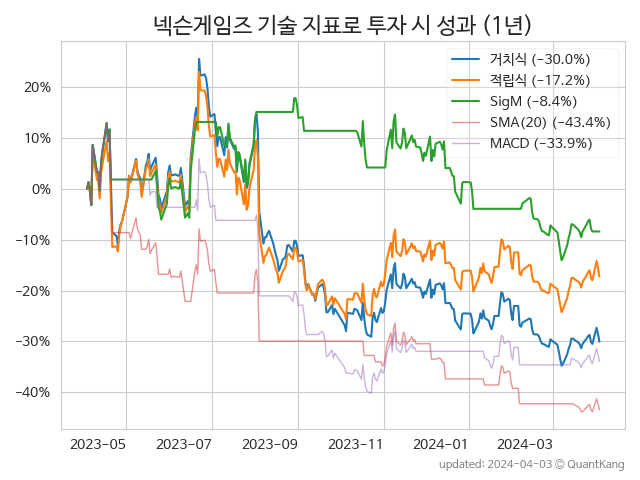 넥슨게임즈 기술 지표로 투자 시 성과 (1년)
거치식 (−30.0%)
적립식 (−17.2%)
SigM (−8.4%)
SMA(20) (−43.4%)
MACD (−33.9%)
20%
10%
0%
−10%
−20%
−30%
−40%
2023-05 2023-07 2023-09 2023-11 2024-01 2024-03
updated: 2024-04-03 © QuantKang